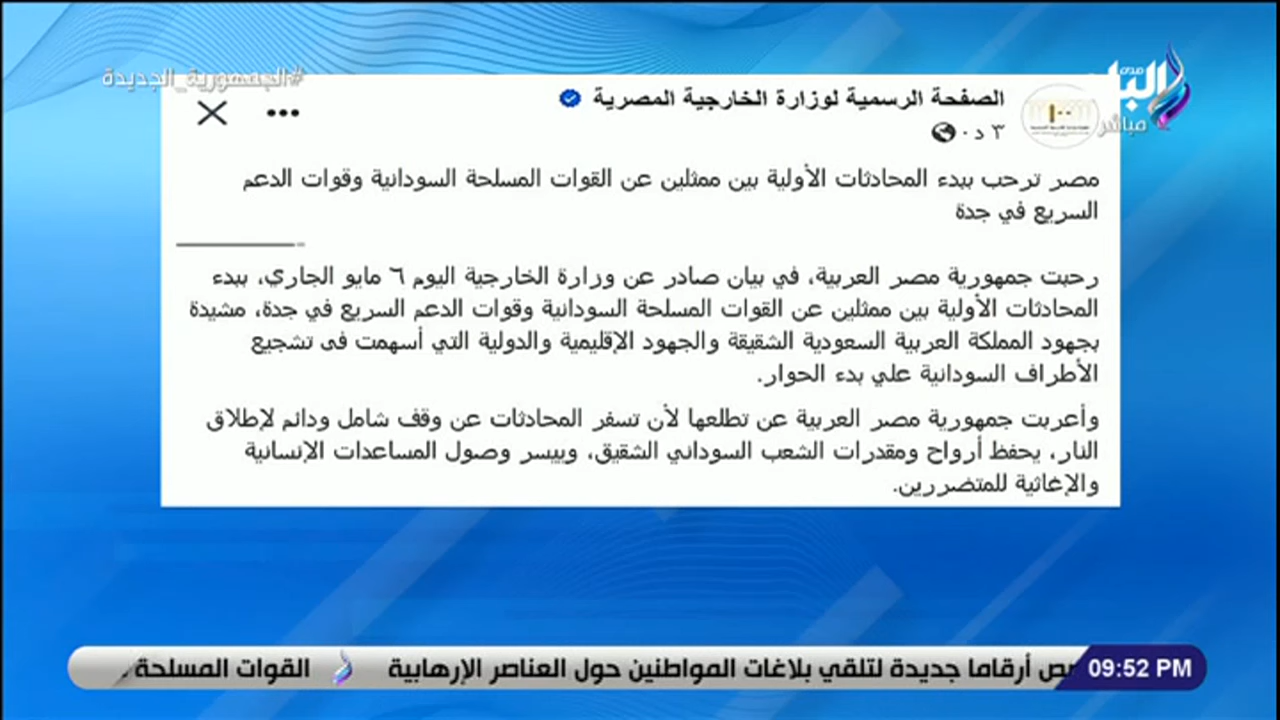 #الجمهورية_الجديدة
صدى
البلد
مباشر
الصفحة الرسمية لوزارة الخارجية المصرية
٣ د ·
مصر ترحب ببدء المحادثات الأولية بين ممثلين عن القوات المسلحة السودانية وقوات الدعم
السريع في جدة
رحبت جمهورية مصر العربية، في بيان صادر عن وزارة الخارجية اليوم ٦ مايو الجاري، ببدء
المحادثات الأولية بين ممثلين عن القوات المسلحة السودانية وقوات الدعم السريع في جدة، مشيدة
بجهود المملكة العربية السعودية الشقيقة والجهود الإقليمية والدولية التي أسهمت فى تشجيع
الأطراف السودانية علي بدء الحوار.
وأعربت جمهورية مصر العربية عن تطلعها لأن تسفر المحادثات عن وقف شامل ودائم لإطلاق
النار، يحفظ أرواح ومقدرات الشعب السوداني الشقيق، وييسر وصول المساعدات الإنسانية
والإغاثية للمتضررين.
09:52 PM
أرقاما جديدة لتلقي بلاغات المواطنين حول العناصر الإرهابية القوات المسلحة